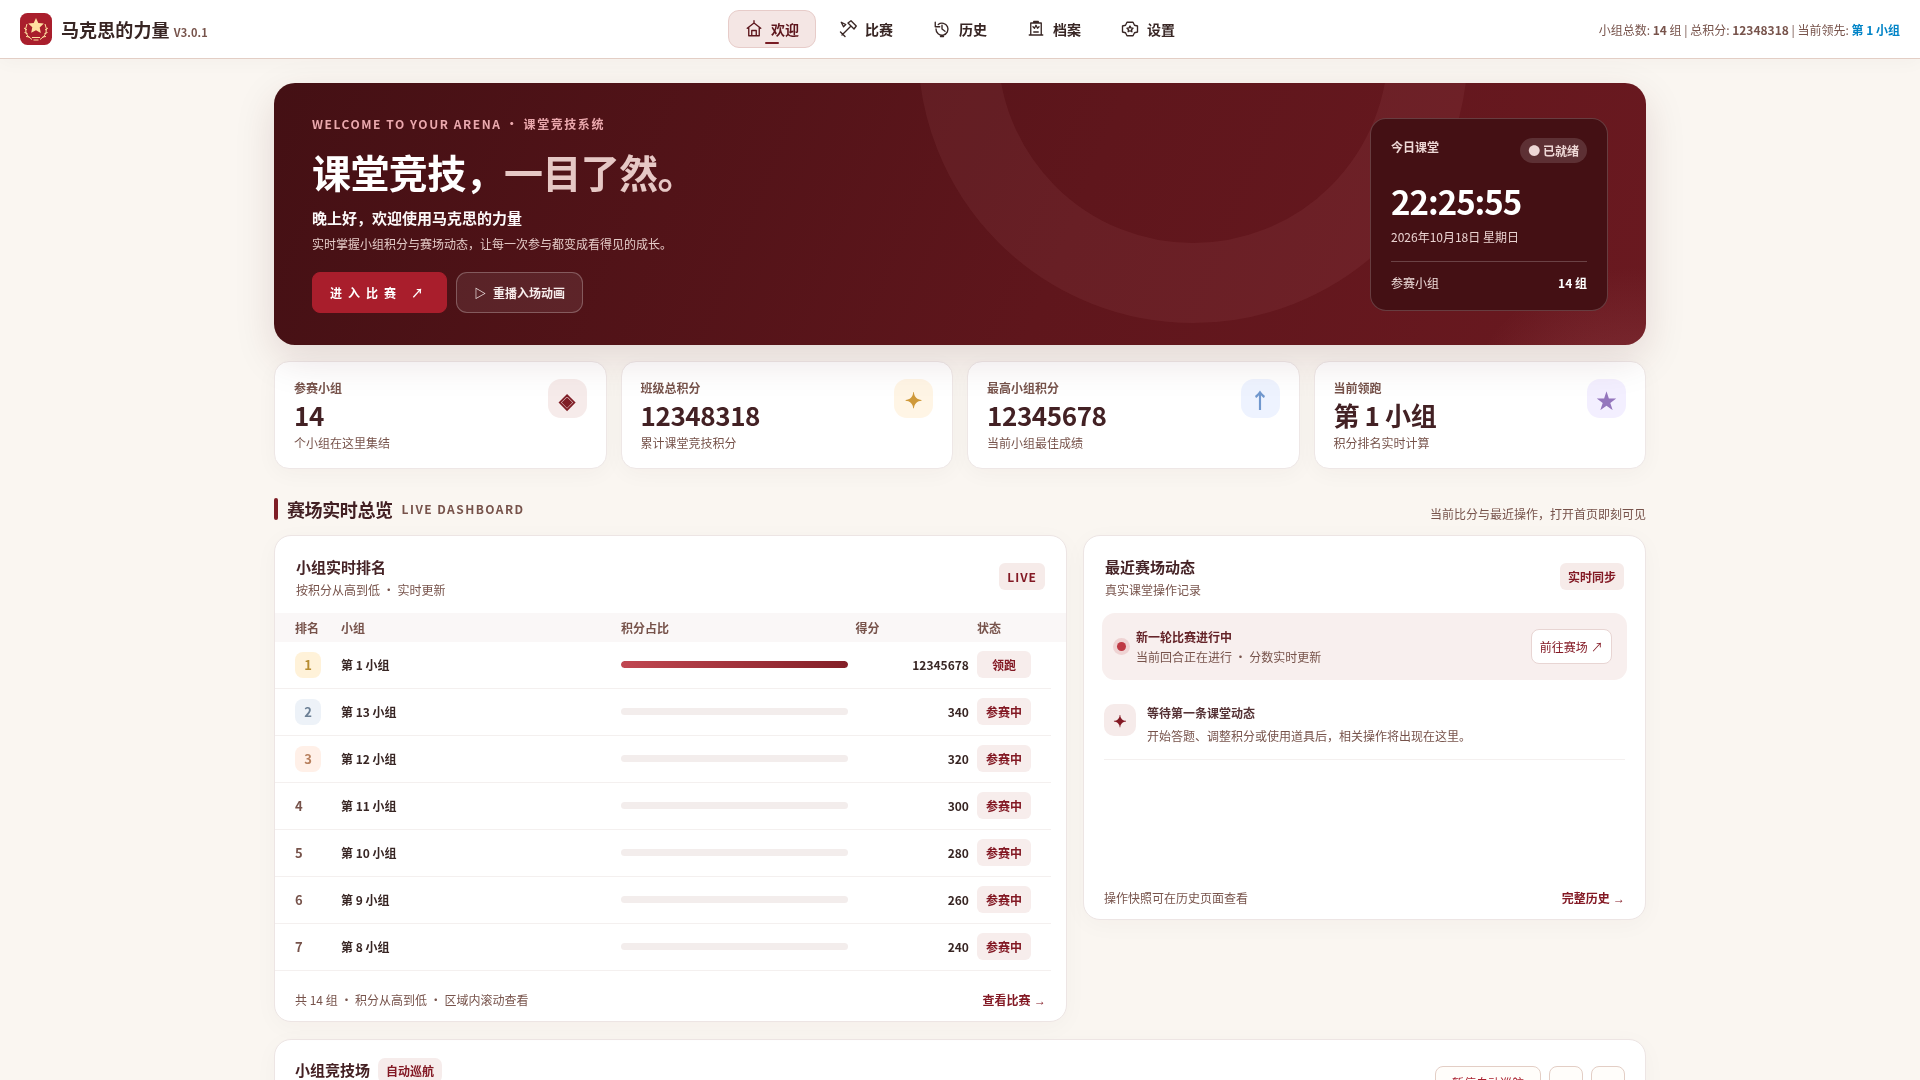 马克思的力量 V3.0.1
欢迎
比赛
历史
档案
设置
小组总数: 14 组 | 总积分: 12348318 | 当前领先: 第 1 小组
WELCOME TO YOUR ARENA · 课堂竞技系统
课堂竞技，一目了然。
晚上好，欢迎使用马克思的力量
实时掌握小组积分与赛场动态，让每一次参与都变成看得见的成长。
进入比赛 ↗
▷ 重播入场动画
今日课堂
已就绪
22:25:55
2026年10月18日 星期日
参赛小组
14 组
参赛小组
14
个小组在这里集结
班级总积分
12348318
累计课堂竞技积分
最高小组积分
12345678
当前小组最佳成绩
当前领跑
第 1 小组
积分排名实时计算
赛场实时总览 LIVE DASHBOARD
当前比分与最近操作，打开首页即刻可见
小组实时排名
按积分从高到低 · 实时更新
LIVE
排名 小组 积分占比 得分 状态
1 第 1 小组 12345678 领跑
2 第 13 小组 340 参赛中
3 第 12 小组 320 参赛中
4 第 11 小组 300 参赛中
5 第 10 小组 280 参赛中
6 第 9 小组 260 参赛中
7 第 8 小组 240 参赛中
共 14 组 · 积分从高到低 · 区域内滚动查看
查看比赛 →
最近赛场动态
真实课堂操作记录
实时同步
新一轮比赛进行中
当前回合正在进行 · 分数实时更新
前往赛场 ↗
等待第一条课堂动态
开始答题、调整积分或使用道具后，相关操作将出现在这里。
操作快照可在历史页面查看
完整历史 →
小组竞技场
自动巡航